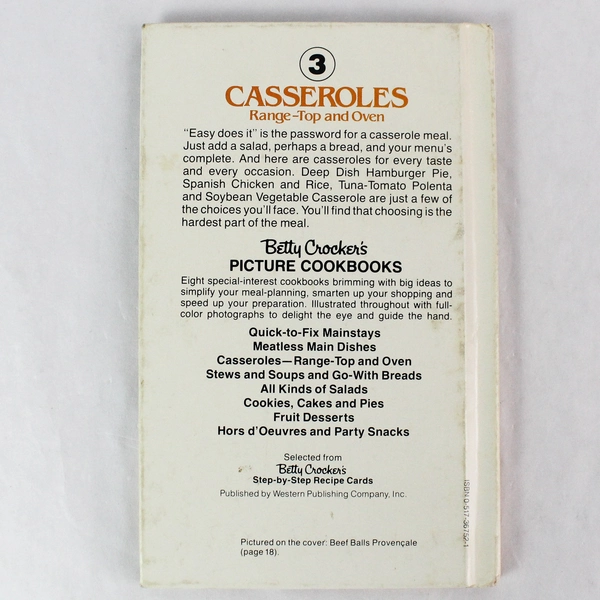 3
CASSEROLES
Range-Top and Oven
"Easy does it" is the password for a casserole meal.
Just add a salad, perhaps a bread, and your menu's
complete. And here are casseroles for every taste
and every occasion. Deep Dish Hamburger Pie,
Spanish Chicken and Rice, Tuna-Tomato Polenta
and Soybean Vegetable Casserole are just a few of
the choices you'll face. You'll find that choosing is the
hardest part of the meal.
Betty Crocker's
PICTURE COOKBOOKS
Eight special-interest cookbooks brimming with big ideas to
simplify your meal-planning, smarten up your shopping and
speed up your preparation. Illustrated throughout with full-
color photographs to delight the eye and guide the hand.
Quick-to-Fix Mainstays
Meatless Main Dishes
Casseroles—Range-Top and Oven
Stews and Soups and Go-With Breads
All Kinds of Salads
Cookies, Cakes and Pies
Fruit Desserts
Hors d'Oeuvres and Party Snacks
Selected from
Betty Crocker's
Step-by-Step Recipe Cards
Published by Western Publishing Company, Inc.
Pictured on the cover: Beef Balls Provençale
(page 18).
ISBN 0-517-36752-1